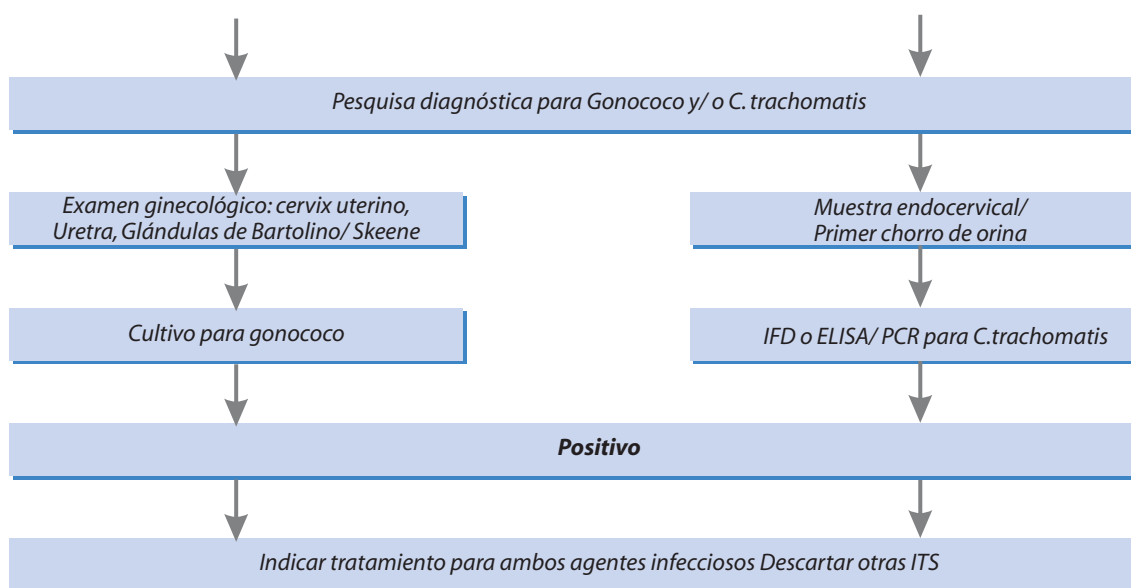 Pesquisa diagnóstica para Gonococo y/ o C. trachomatis
Examen ginecológico: cervix uterino,
Uretra, Glándulas de Bartolino/ Skeene
Muestra endocervical/
Primer chorro de orina
Cultivo para gonococo
IFD o ELISA/ PCR para C.trachomatis
Positivo
Indicar tratamiento para ambos agentes infecciosos Descartar otras ITS